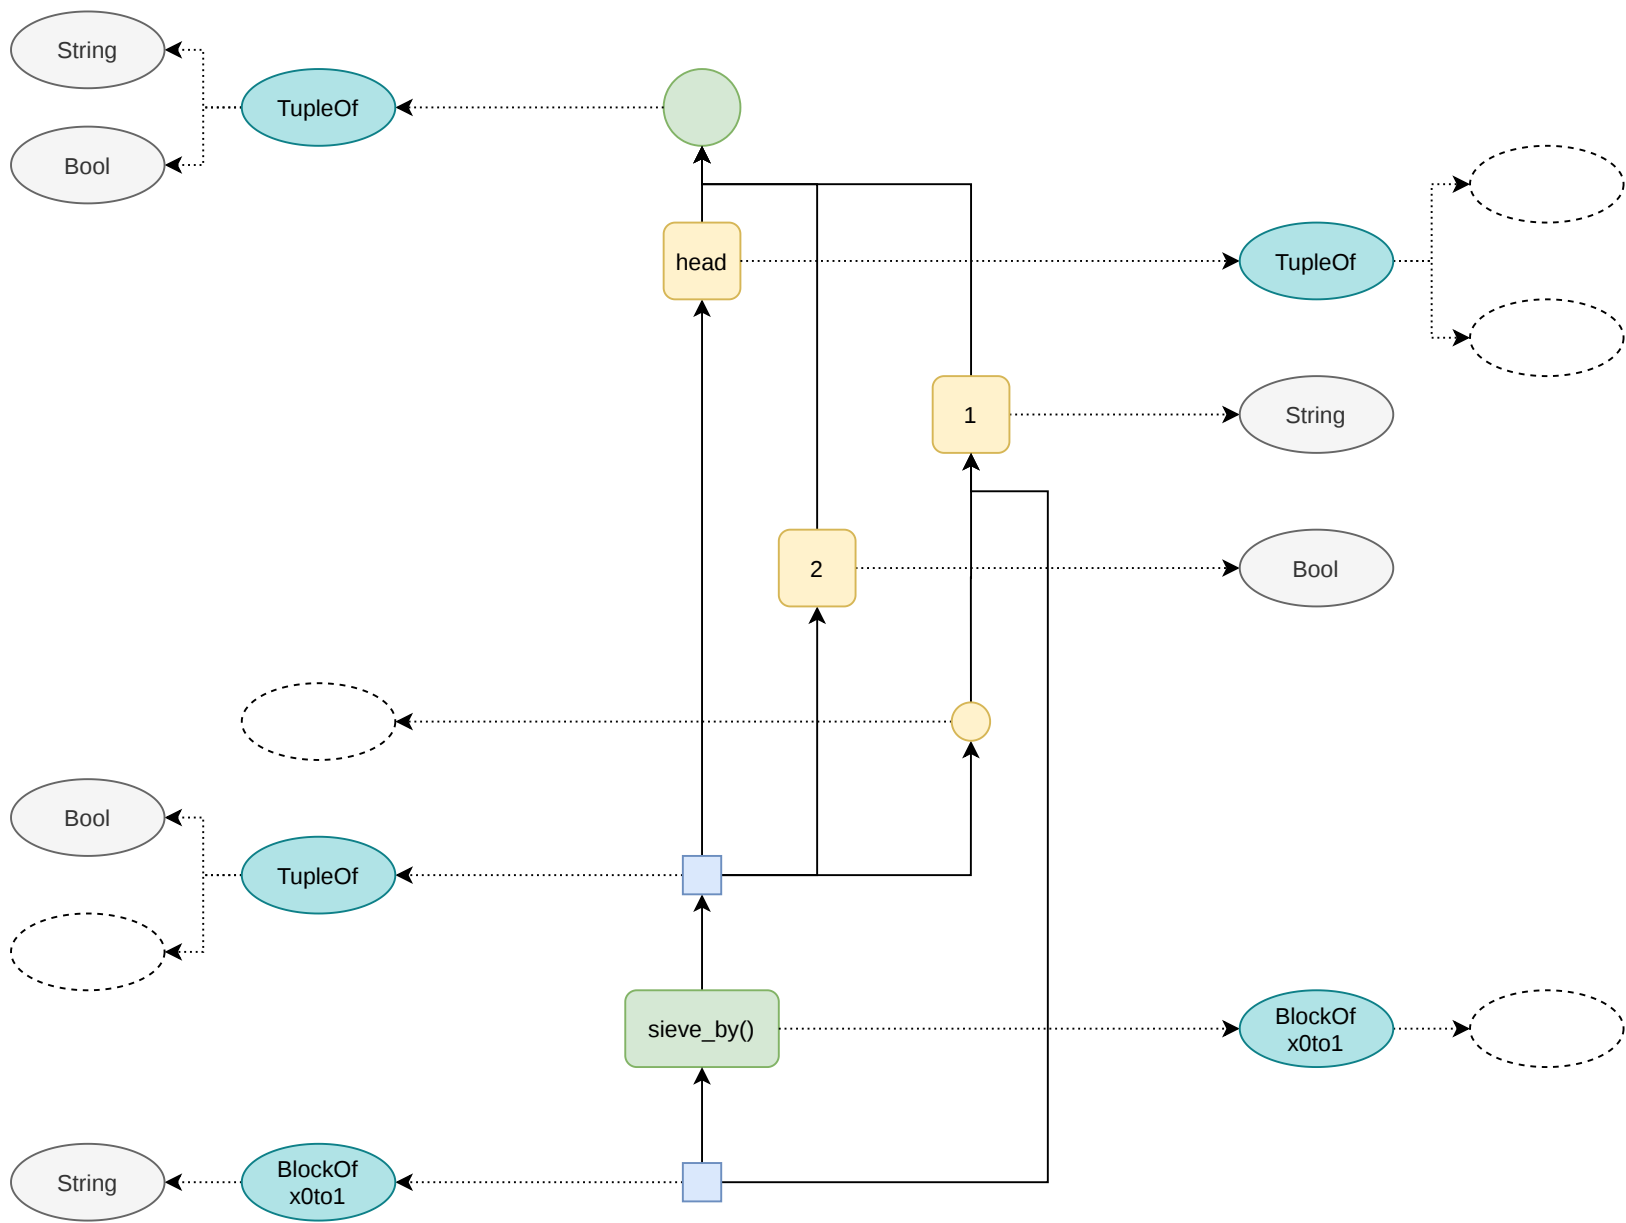 String
TupleOf
Bool
head
TupleOf
1
String
2
Bool
Bool
TupleOf
sieve_by()
BlockOf
x0to1
String
BlockOf
x0to1